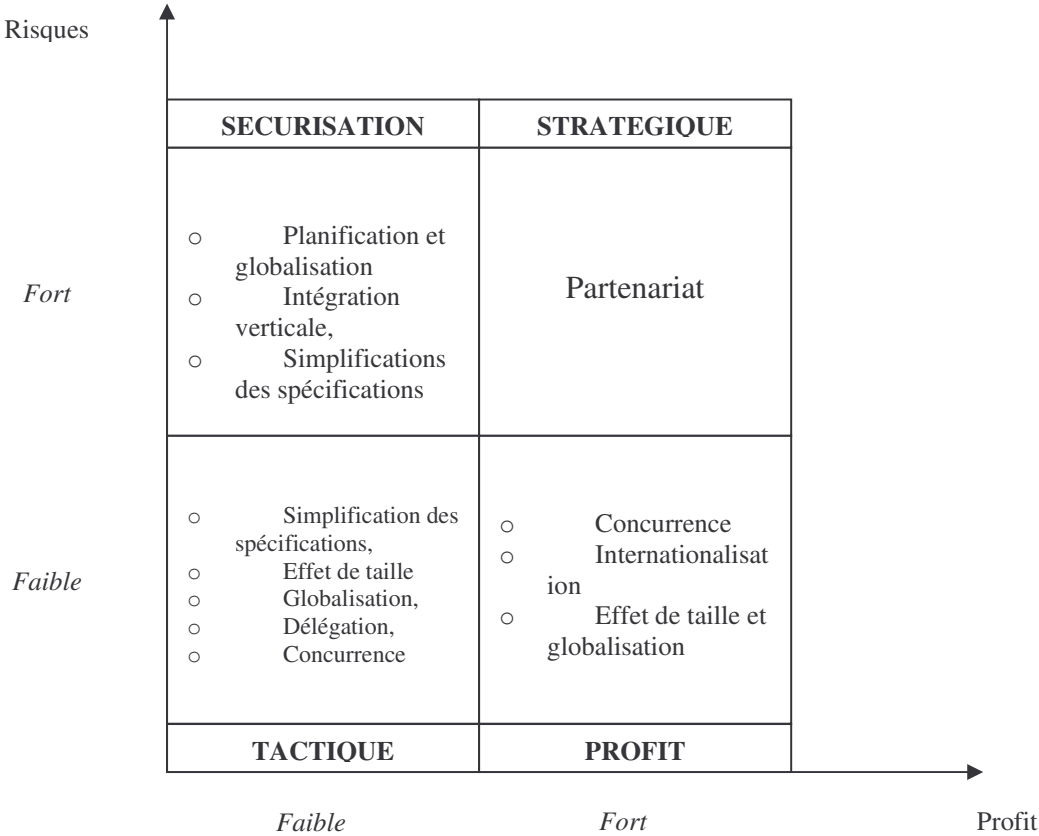 Risques
SECURISATION
STRATEGIQUE
Fort
o Planification et
globalisation
o Intégration
verticale,
o Simplifications
des spécifications
Partenariat
Faible
o Simplification des
spécifications,
o Effet de taille
o Globalisation,
o Délégation,
o Concurrence
o Concurrence
o Internationalisat
ion
o Effet de taille et
globalisation
TACTIQUE
PROFIT
Faible
Fort
Profit